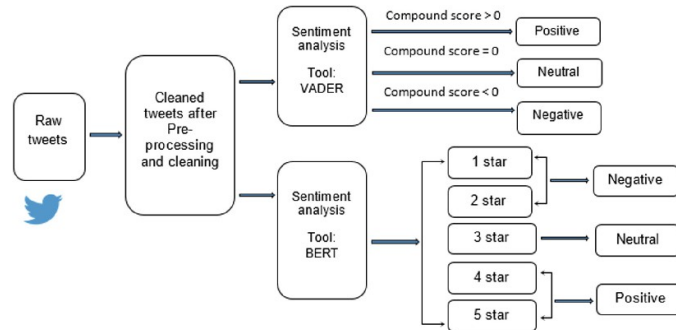 Raw
tweets
Cleaned
tweets after
Pre-
processing
and cleaning
Sentiment
analysis
Tool:
VADER
Compound score > 0
Positive
Compound score = 0
Neutral
Compound score < 0
Negative
Sentiment
analysis
Tool:
BERT
1 star
2 star
3 star
4 star
5 star
Negative
Neutral
Positive